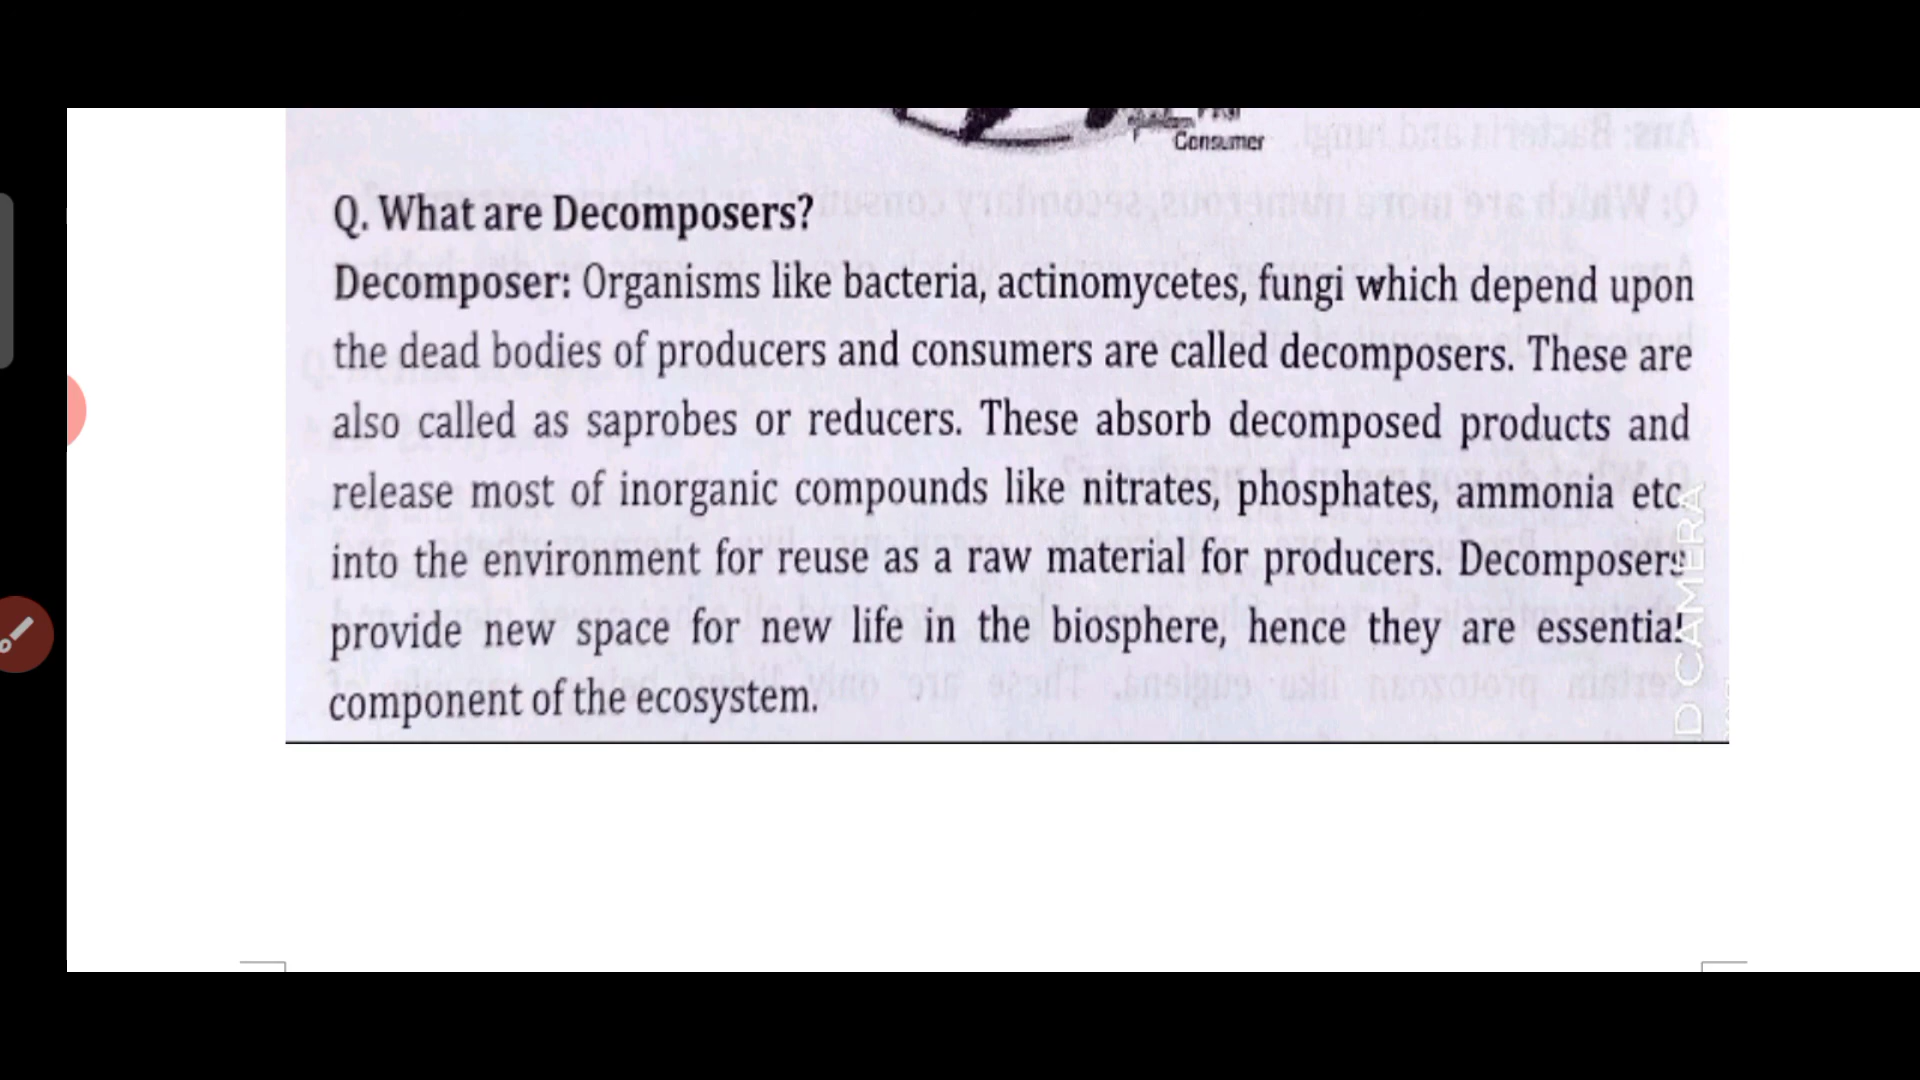 Consumer
Q. What are Decomposers?
Decomposer: Organisms like bacteria, actinomycetes, fungi which depend upon
the dead bodies of producers and consumers are called decomposers. These are
also called as saprobes or reducers. These absorb decomposed products and
release most of inorganic compounds like nitrates, phosphates, ammonia etc
into the environment for reuse as a raw material for producers. Decomposers
provide new space for new life in the biosphere, hence they are essential
component of the ecosystem.
D CAMERA